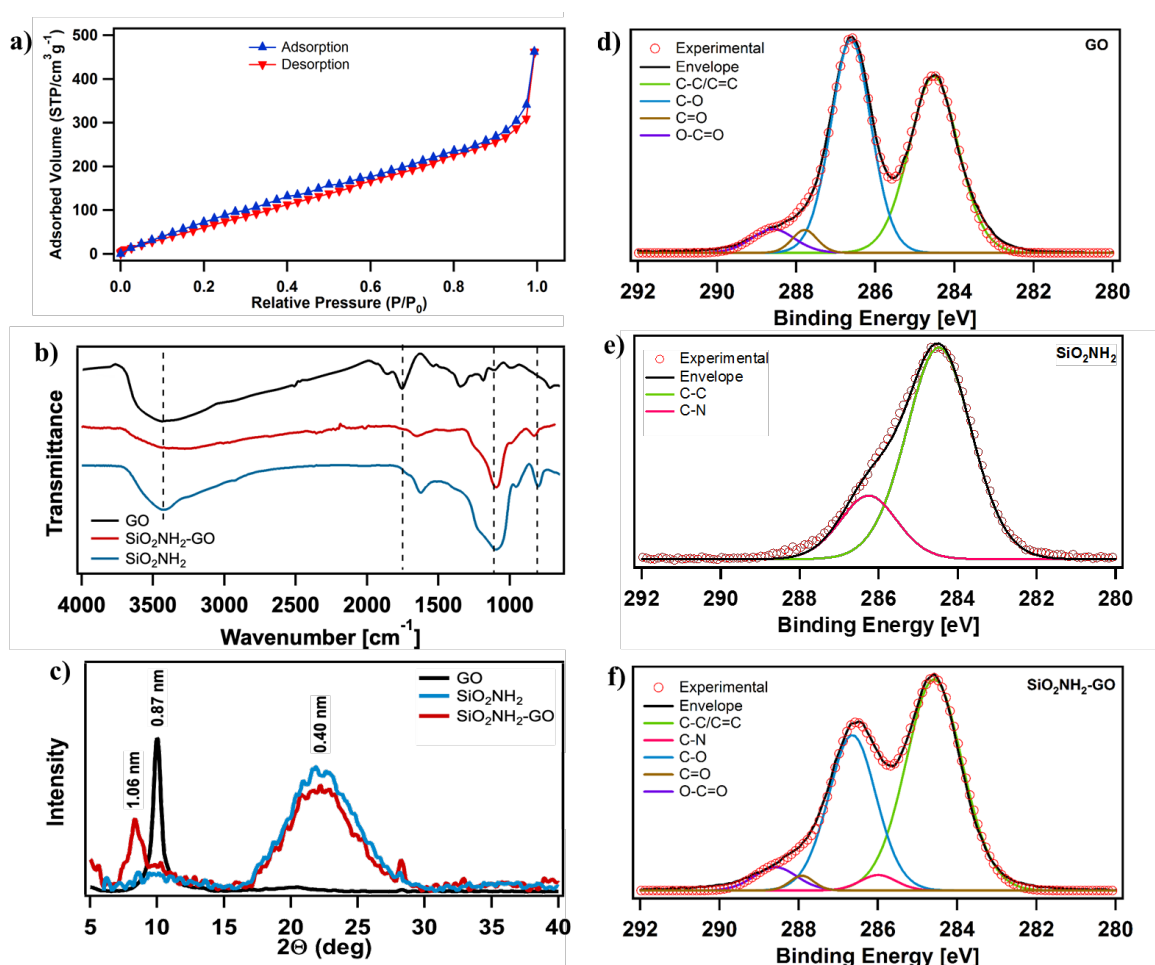 a)
Adsorbed Volume (STP/cm³g⁻¹)
500
400
300
200
100
0
Adsorption
Desorption
0.0 0.2 0.4 0.6 0.8 1.0
Relative Pressure (P/P₀)
b)
Transmittance
GO
SiO₂NH₂-GO
SiO₂NH₂
4000 3500 3000 2500 2000 1500 1000
Wavenumber [cm⁻¹]
c)
Intensity
1.06 nm
0.87 nm
0.40 nm
GO
SiO₂NH₂
SiO₂NH₂-GO
5 10 15 20 25 30 35 40
2Θ (deg)
d)
GO
Experimental
Envelope
C-C/C=C
C-O
C=O
O-C=O
292 290 288 286 284 282 280
Binding Energy [eV]
e)
SiO₂NH₂
Experimental
Envelope
C-C
C-N
292 290 288 286 284 282 280
Binding Energy [eV]
f)
SiO₂NH₂-GO
Experimental
Envelope
C-C/C=C
C-N
C-O
C=O
O-C=O
292 290 288 286 284 282 280
Binding Energy [eV]